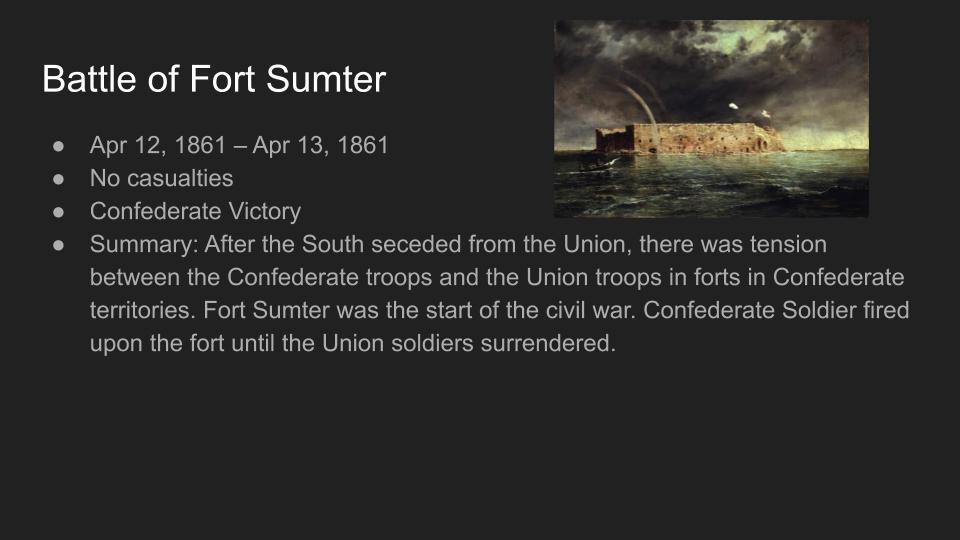 Battle of Fort Sumter
● Apr 12, 1861 – Apr 13, 1861
● No casualties
● Confederate Victory
● Summary: After the South seceded from the Union, there was tension
between the Confederate troops and the Union troops in forts in Confederate
territories. Fort Sumter was the start of the civil war. Confederate Soldier fired
upon the fort until the Union soldiers surrendered.